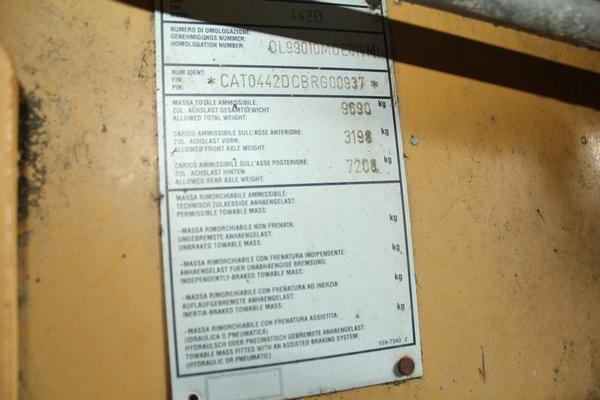 442D
NUMERO DI OMOLOGAZIONE:
GENEHMIGUNGS NUMMER:
HOMOLOGATION NUMBER:
NUM IDENT:
FIN:
PIN:
*CAT0442DCBRG00937*
MASSA TOTALE AMMISSIBILE:
ZUL. ACHSLAST GESAMTGEWICHT:
ALLOWED TOTAL WEIGHT:
9690 kg
CARICO AMMISSIBILE SULL'ASSE ANTERIORE:
ZUL. ACHSLAST VORN:
ALLOWED FRONT AXLE WEIGHT:
3198 kg
CARICO AMMISSIBILE SULL'ASSE POSTERIORE:
ZUL. ACHSLAST HINTEN:
ALLOWED REAR AXLE WEIGHT:
7208 kg
MASSA RIMORCHIABILE AMMISSIBILE:
TECHNISCH ZULAESSIGE ANHAENGELAST:
PERMISSIBLE TOWABLE MASS:
-MASSA RIMORCHIABILE NON FRENATA:
UNGEBREMSTE ANHAENGELAST:
UNBRAKED TOWABLE MASS:
kg
-MASSA RIMORCHIABILE CON FRENATURA INDIPENDENTE:
ANHAENGELAST FUER UNABHAENGIGE BREMSUNG:
INDEPENDENTLY-BRAKED TOWABLE MASS:
kg
-MASSA RIMORCHIABILE CON FRENATURA AD INERZIA:
AUFLAUFGEBREMSTE ANHAENGELAST:
INERTIA-BRAKED TOWABLE MASS:
kg
-MASSA RIMORCHIABILE CON FRENATURA ASSISTITA:
(IDRAULICA O PNEUMATICA)
HYDRAULISCH ODER PNEUMATISCH GEBREMSTE ANHAENGELAST:
TOWABLE MASS FITTED WITH AN ASSISTED BRAKING SYSTEM:
(HYDRAULIC OR PNEUMATIC)
kg
159-7342 2